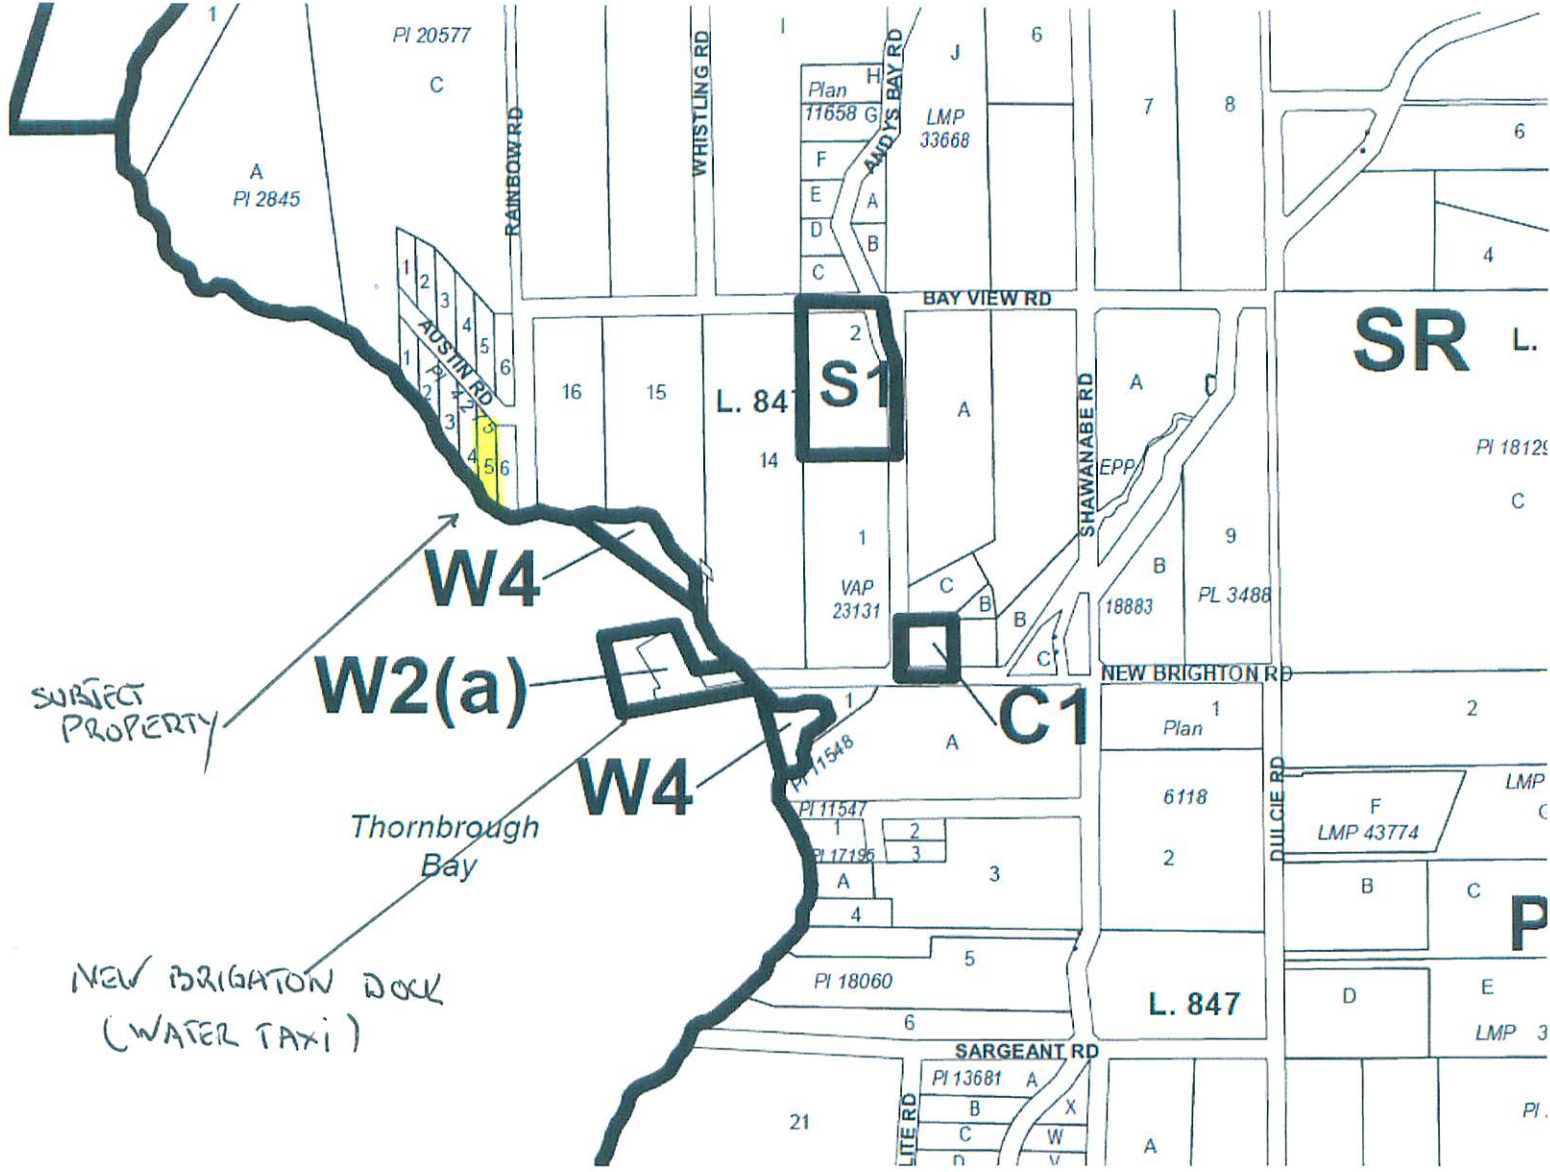 1
PI 20577
C
I
6
J
H
Plan
11658
G
LMP
33668
7
8
6
F
E
A
D
B
C
A
PI 2845
4
RAINBOW RD
WHISTLING RD
ANDYS BAY RD
BAY VIEW RD
1
2
3
4
5
6
AUSTIN RD
1
2
3
4
5
6
16
15
L. 847
14
2
S1
A
SHAWANABE RD
A
EPP
SR
L.
PI 18129
C
1
VAP
23131
C
B
B
C
B
18883
9
PL 3488
W4
W2(a)
W4
C1
NEW BRIGHTON RD
SUBJECT
PROPERTY
1
PI 11548
A
1
Plan
6118
2
2
DULCIE RD
F
LMP 43774
LMP
Thornbrough
Bay
PI 11547
1
PI 17195
2
3
A
4
3
B
C
P
5
PI 18060
6
L. 847
D
E
LMP 3
NEW BRIGATON DOCK
(WATER TAXI)
SARGEANT RD
PI 13681
A
B
X
C
W
D
V
LITE RD
21
A
PI.